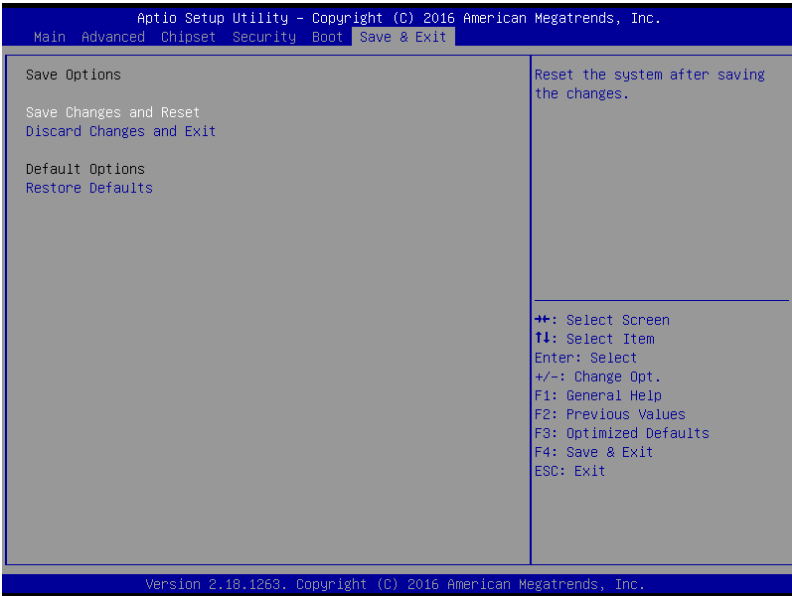 Aptio Setup Utility – Copyright (C) 2016 American Megatrends, Inc.
Main Advanced Chipset Security Boot Save & Exit
Save Options
Save Changes and Reset
Discard Changes and Exit
Default Options
Restore Defaults
Reset the system after saving
the changes.
→←: Select Screen
↑↓: Select Item
Enter: Select
+/-: Change Opt.
F1: General Help
F2: Previous Values
F3: Optimized Defaults
F4: Save & Exit
ESC: Exit
Version 2.18.1263. Copyright (C) 2016 American Megatrends, Inc.